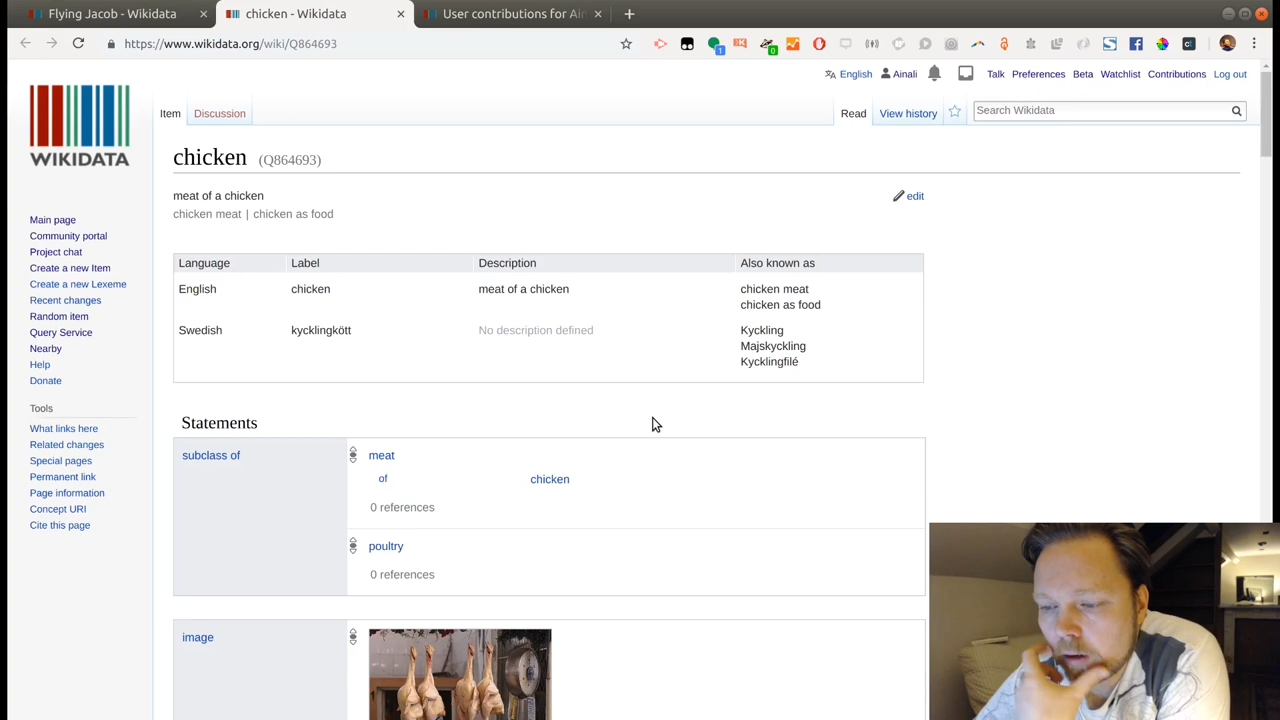 Flying Jacob - Wikidata
chicken - Wikidata
User contributions for Ain
https://www.wikidata.org/wiki/Q864693
1
0
English
Ainali
Talk
Preferences
Beta
Watchlist
Contributions
Log out
Item
Discussion
Read
View history
Search Wikidata
WIKIDATA
Main page
Community portal
Project chat
Create a new Item
Create a new Lexeme
Recent changes
Random item
Query Service
Nearby
Help
Donate
Tools
What links here
Related changes
Special pages
Permanent link
Page information
Concept URI
Cite this page
chicken (Q864693)
meat of a chicken
edit
chicken meat | chicken as food
Language Label Description Also known as
English chicken meat of a chicken chicken meat
chicken as food
Swedish kycklingkött No description defined Kyckling
Majskyckling
Kycklingfilé
Statements
subclass of
meat
of chicken
0 references
poultry
0 references
image